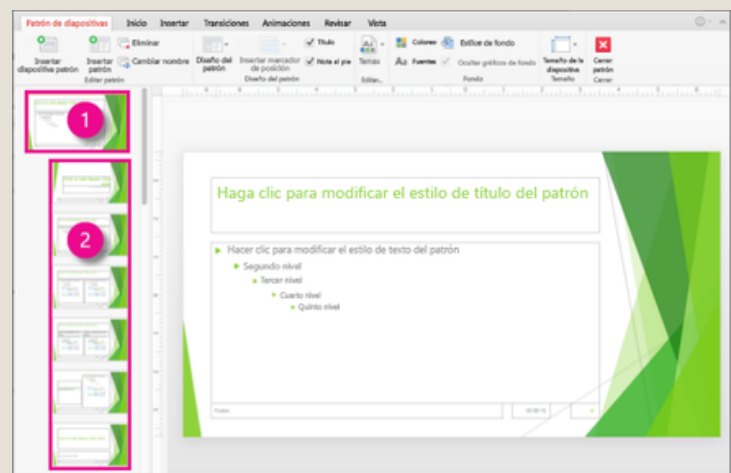 Patrón de diapositivas Inicio Insertar Transiciones Animaciones Revisar Vista
Insertar diapositiva patrón
Insertar patrón
Eliminar
Cambiar nombre
Editar patrón
Diseño del patrón
Insertar marcador de posición
Título
Nota al pie
Diseño del patrón
Temas
Editar...
Colores
Fuentes
Estilos de fondo
Ocultar gráficos de fondo
Fondo
Tamaño de la diapositiva
Tamaño
Cerrar patrón
Cerrar
1
2
Haga clic para modificar el estilo de título del patrón
Hacer clic para modificar el estilo de texto del patrón
Segundo nivel
Tercer nivel
Cuarto nivel
Quinto nivel
Footer